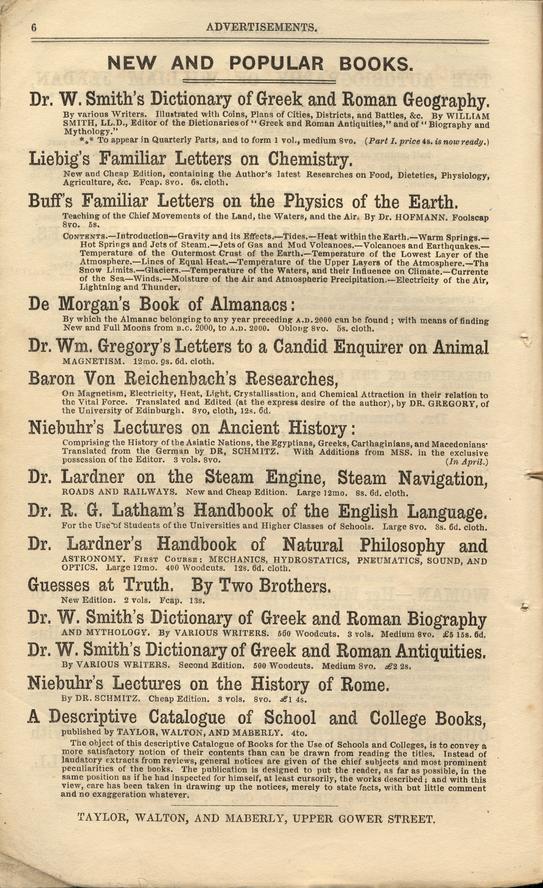 6
ADVERTISEMENTS.
NEW AND POPULAR BOOKS.
Dr. W. Smith's Dictionary of Greek and Roman Geography.
By various Writers. Illustrated with Coins, Plans of Cities, Districts, and Battles, &c. By WILLIAM
SMITH, LL.D., Editor of the Dictionaries of "Greek and Roman Antiquities," and of "Biography and
Mythology."
*** To appear in Quarterly Parts, and to form 1 vol., medium 8vo. (Part I. price 4s. is now ready.)
Liebig's Familiar Letters on Chemistry.
New and Cheap Edition, containing the Author's latest Researches on Food, Dietetics, Physiology,
Agriculture, &c. Fcap. 8vo. 6s. cloth.
Buff's Familiar Letters on the Physics of the Earth.
Teaching of the Chief Movements of the Land, the Waters, and the Air. By Dr. HOFMANN. Foolscap
8vo. 5s.
CONTENTS.—Introduction—Gravity and its Effects.—Tides.—Heat within the Earth.—Warm Springs.—
Hot Springs and Jets of Steam.—Jets of Gas and Mud Volcanoes.—Volcanoes and Earthquakes.—
Temperature of the Outermost Crust of the Earth.—Temperature of the Lowest Layer of the
Atmosphere.—Lines of Equal Heat.—Temperature of the Upper Layers of the Atmosphere.—Ths
Snow Limits.—Glaciers.—Temperature of the Waters, and their Influence on Climate.—Currente
of the Sea—Winds.—Moisture of the Air and Atmospheric Precipitation.—Electricity of the Air,
Lightning and Thunder.
De Morgan's Book of Almanacs:
By which the Almanac belonging to any year preceding A.D. 2000 can be found; with means of finding
New and Full Moons from B.C. 2000, to A.D. 2000. Oblong 8vo. 5s. cloth.
Dr. Wm. Gregory's Letters to a Candid Enquirer on Animal
MAGNETISM. 12mo. 9s. 6d. cloth.
Baron Von Reichenbach's Researches,
On Magnetism, Electricity, Heat, Light, Crystallisation, and Chemical Attraction in their relation to
the Vital Force. Translated and Edited (at the express desire of the author), by DR. GREGORY, of
the University of Edinburgh. 8vo, cloth, 12s. 6d.
Niebuhr's Lectures on Ancient History:
Comprising the History of the Asiatic Nations, the Egyptians, Greeks, Carthaginians, and Macedonians.
Translated from the German by DR, SCHMITZ. With Additions from MSS. in the exclusive
possession of the Editor. 3 vols. 8vo. (In April.)
Dr. Lardner on the Steam Engine, Steam Navigation,
ROADS AND RAILWAYS. New and Cheap Edition. Large 12mo. 8s. 6d. cloth.
Dr. R. G. Latham's Handbook of the English Language.
For the Use of Students of the Universities and Higher Classes of Schools. Large 8vo. 8s. 6d. cloth.
Dr. Lardner's Handbook of Natural Philosophy and
ASTRONOMY. FIRST COURSE; MECHANICS, HYDROSTATICS, PNEUMATICS, SOUND, AND
OPTICS. Large 12mo. 400 Woodcuts. 12s. 6d. cloth.
Guesses at Truth. By Two Brothers.
New Edition. 2 vols. Fcap. 13s.
Dr. W. Smith's Dictionary of Greek and Roman Biography
AND MYTHOLOGY. By VARIOUS WRITERS. 560 Woodcuts. 3 vols. Medium 8vo. £5 15s. 6d.
Dr. W. Smith's Dictionary of Greek and Roman Antiquities.
By VARIOUS WRITERS. Second Edition. 500 Woodcuts. Medium 8vo. £2 2s.
Niebuhr's Lectures on the History of Rome.
By DR. SCHMITZ. Cheap Edition. 3 vols. 8vo. £1 4s.
A Descriptive Catalogue of School and College Books,
published by TAYLOR, WALTON, AND MABERLY. 4to.
The object of this descriptive Catalogue of Books for the Use of Schools and Colleges, is to convey a
more satisfactory notion of their contents than can be drawn from reading the titles. Instead of
laudatory extracts from reviews, general notices are given of the chief subjects and most prominent
peculiarities of the books. The publication is designed to put the reader, as far as possible, in the
same position as if he had inspected for himself, at least cursorily, the works described; and with this
view, care has been taken in drawing up the notices, merely to state facts, with but little comment
and no exaggeration whatever.
TAYLOR, WALTON, AND MABERLY, UPPER GOWER STREET.